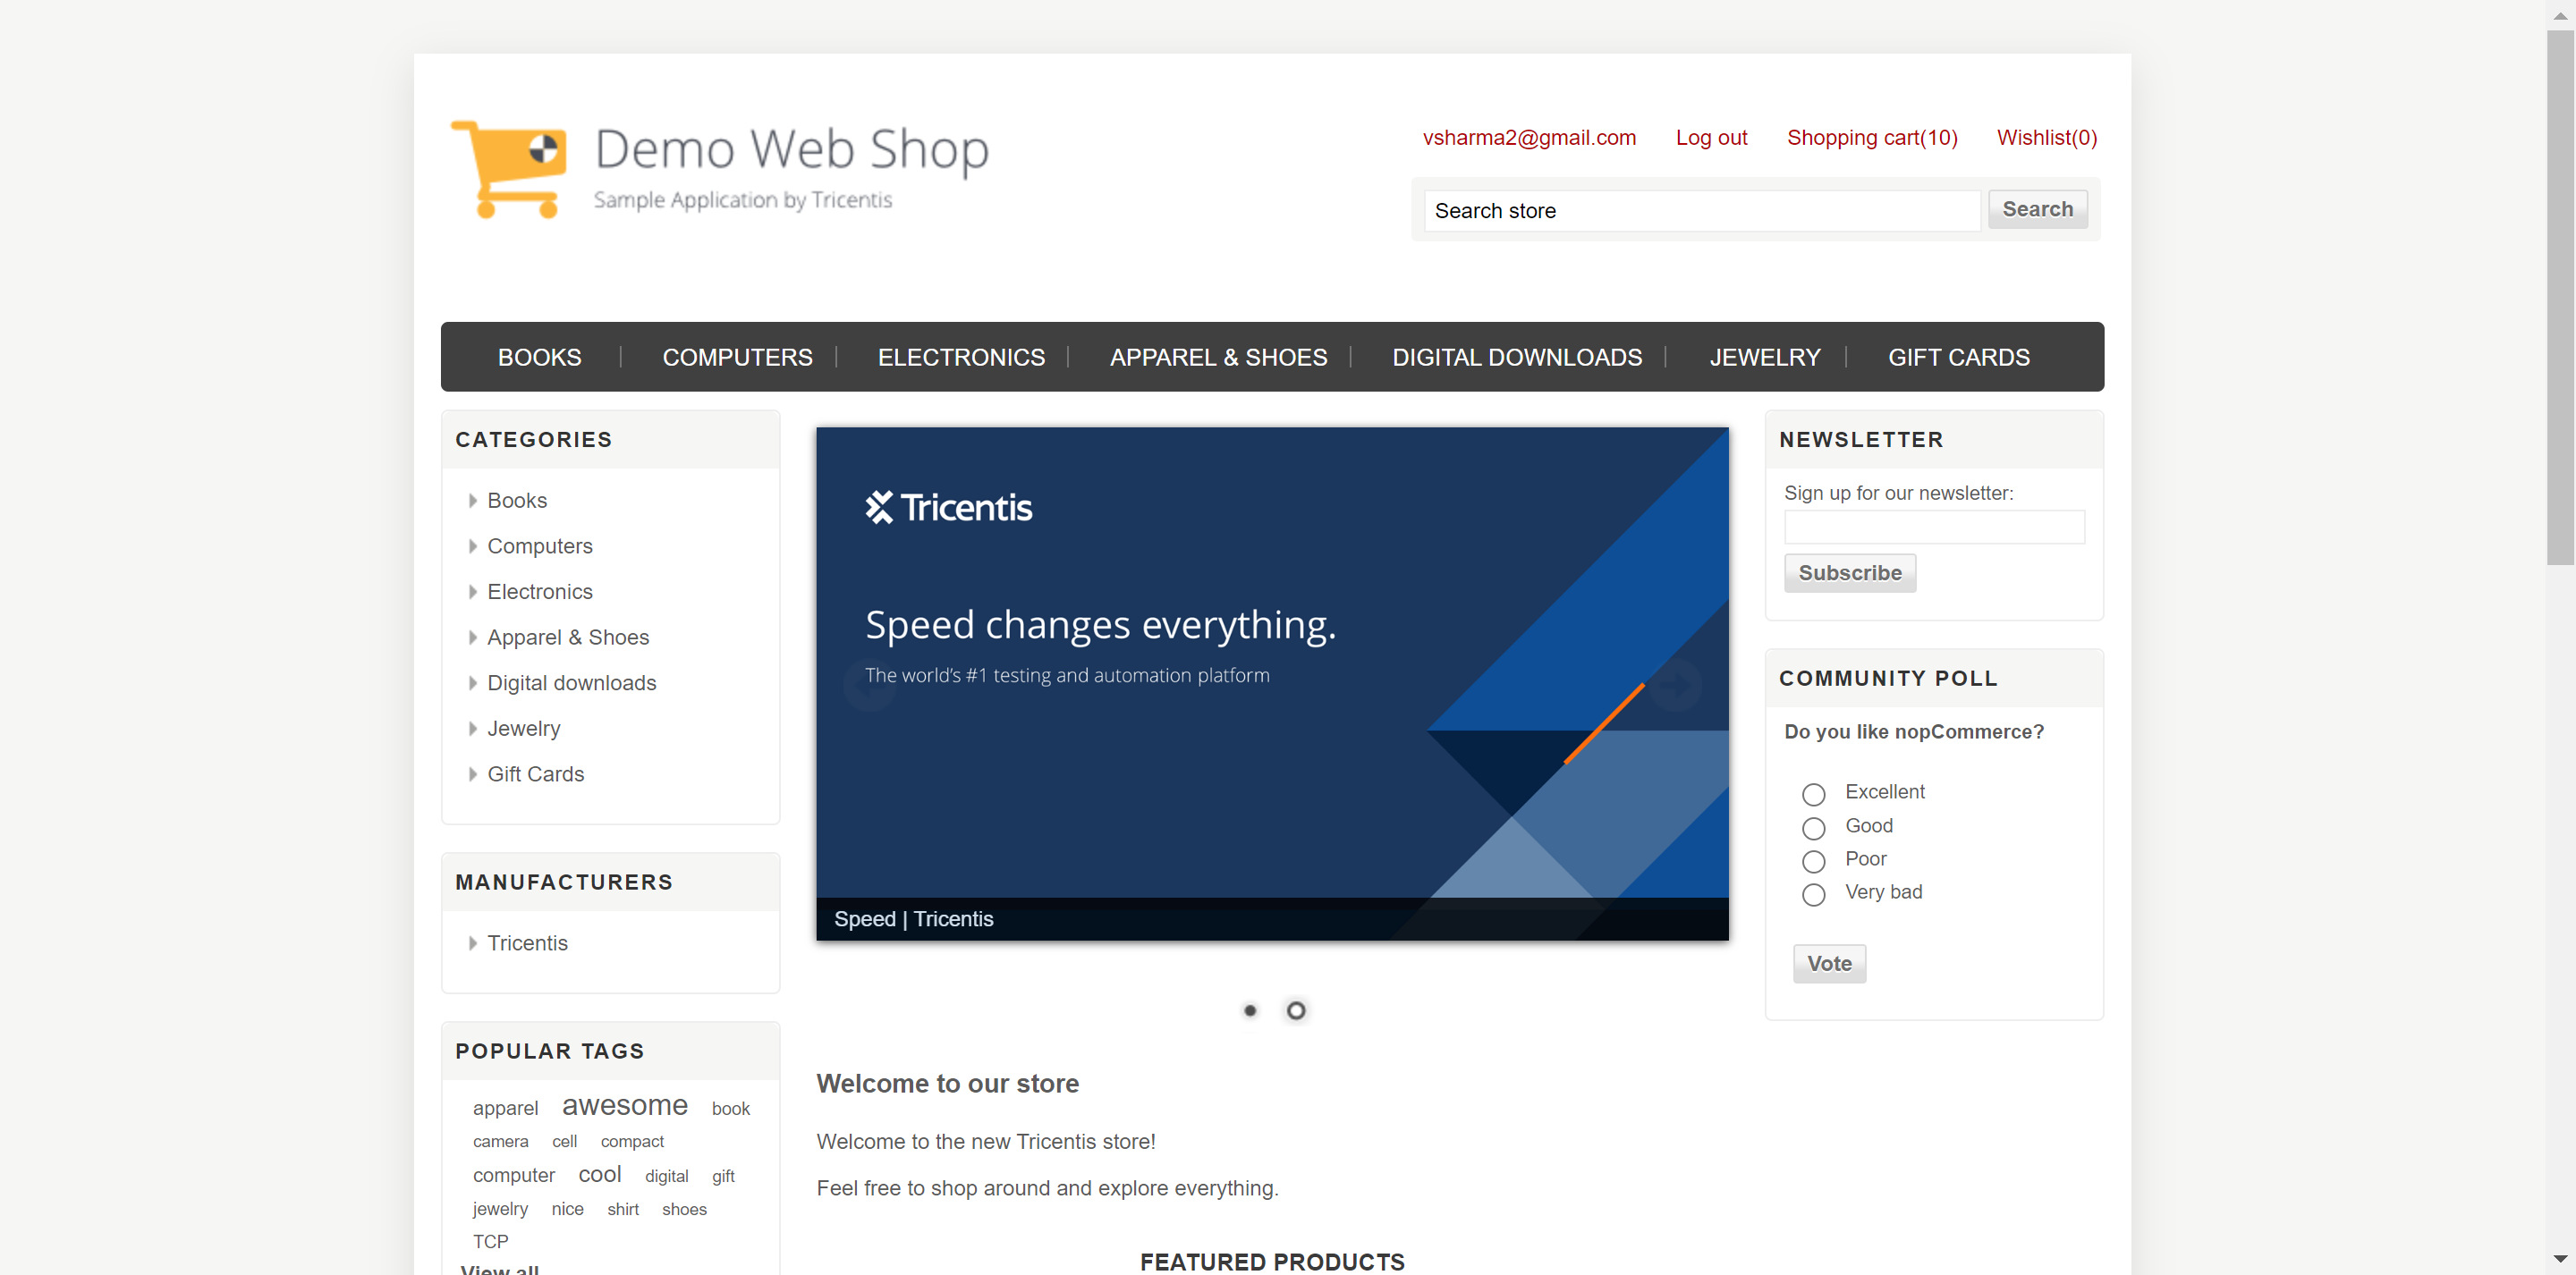 Demo Web Shop
Sample Application by Tricentis
vsharma2@gmail.com Log out Shopping cart(10) Wishlist(0)
Search store Search
BOOKS COMPUTERS ELECTRONICS APPAREL & SHOES DIGITAL DOWNLOADS JEWELRY GIFT CARDS
CATEGORIES
Books
Computers
Electronics
Apparel & Shoes
Digital downloads
Jewelry
Gift Cards
MANUFACTURERS
Tricentis
POPULAR TAGS
apparel awesome book
camera cell compact
computer cool digital gift
jewelry nice shirt shoes
TCP
View all
Tricentis
Speed changes everything.
The world's #1 testing and automation platform
Speed | Tricentis
Welcome to our store
Welcome to the new Tricentis store!
Feel free to shop around and explore everything.
FEATURED PRODUCTS
NEWSLETTER
Sign up for our newsletter:
Subscribe
COMMUNITY POLL
Do you like nopCommerce?
Excellent
Good
Poor
Very bad
Vote